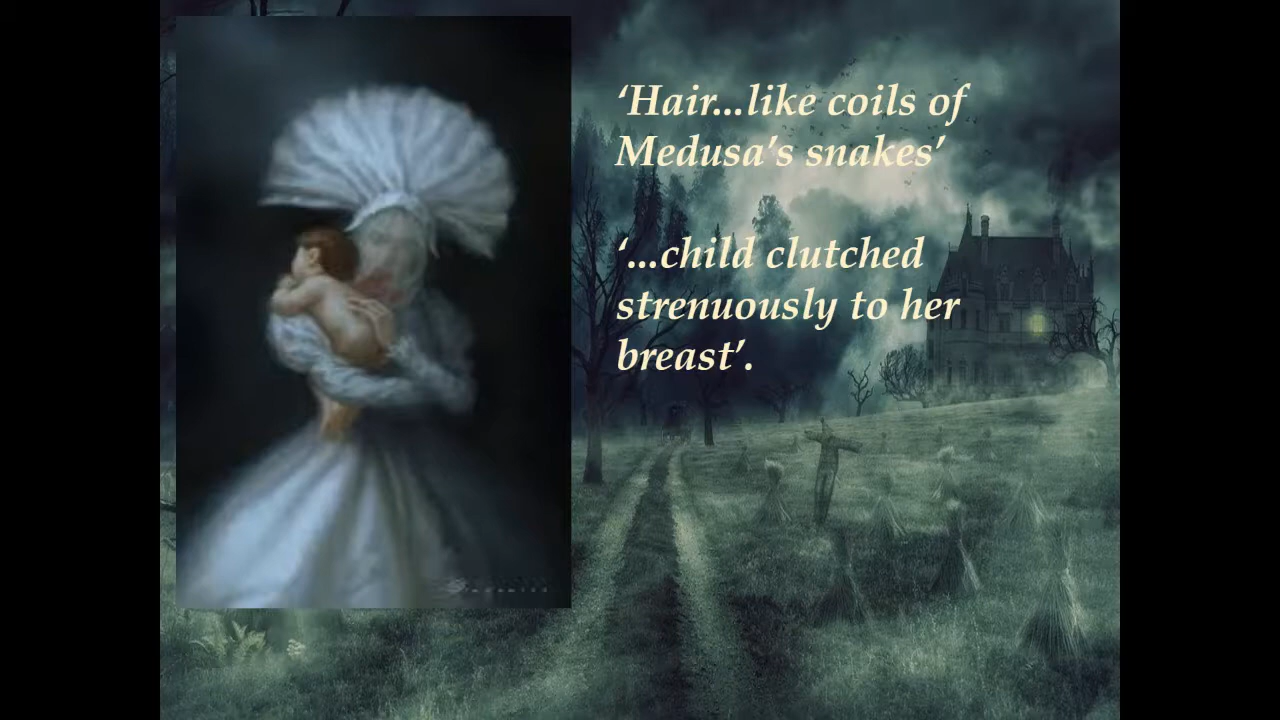 ‘Hair...like coils of
Medusa’s snakes’
‘...child clutched
strenuously to her
breast’.